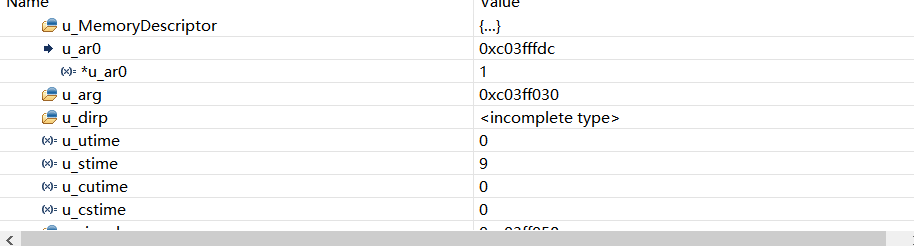 Name Value
u_MemoryDescriptor {...}
u_ar0 0xc03fffdc
(x)= *u_ar0 1
u_arg 0xc03ff030
u_dirp <incomplete type>
(x)= u_utime 0
(x)= u_stime 9
(x)= u_cutime 0
(x)= u_cstime 0